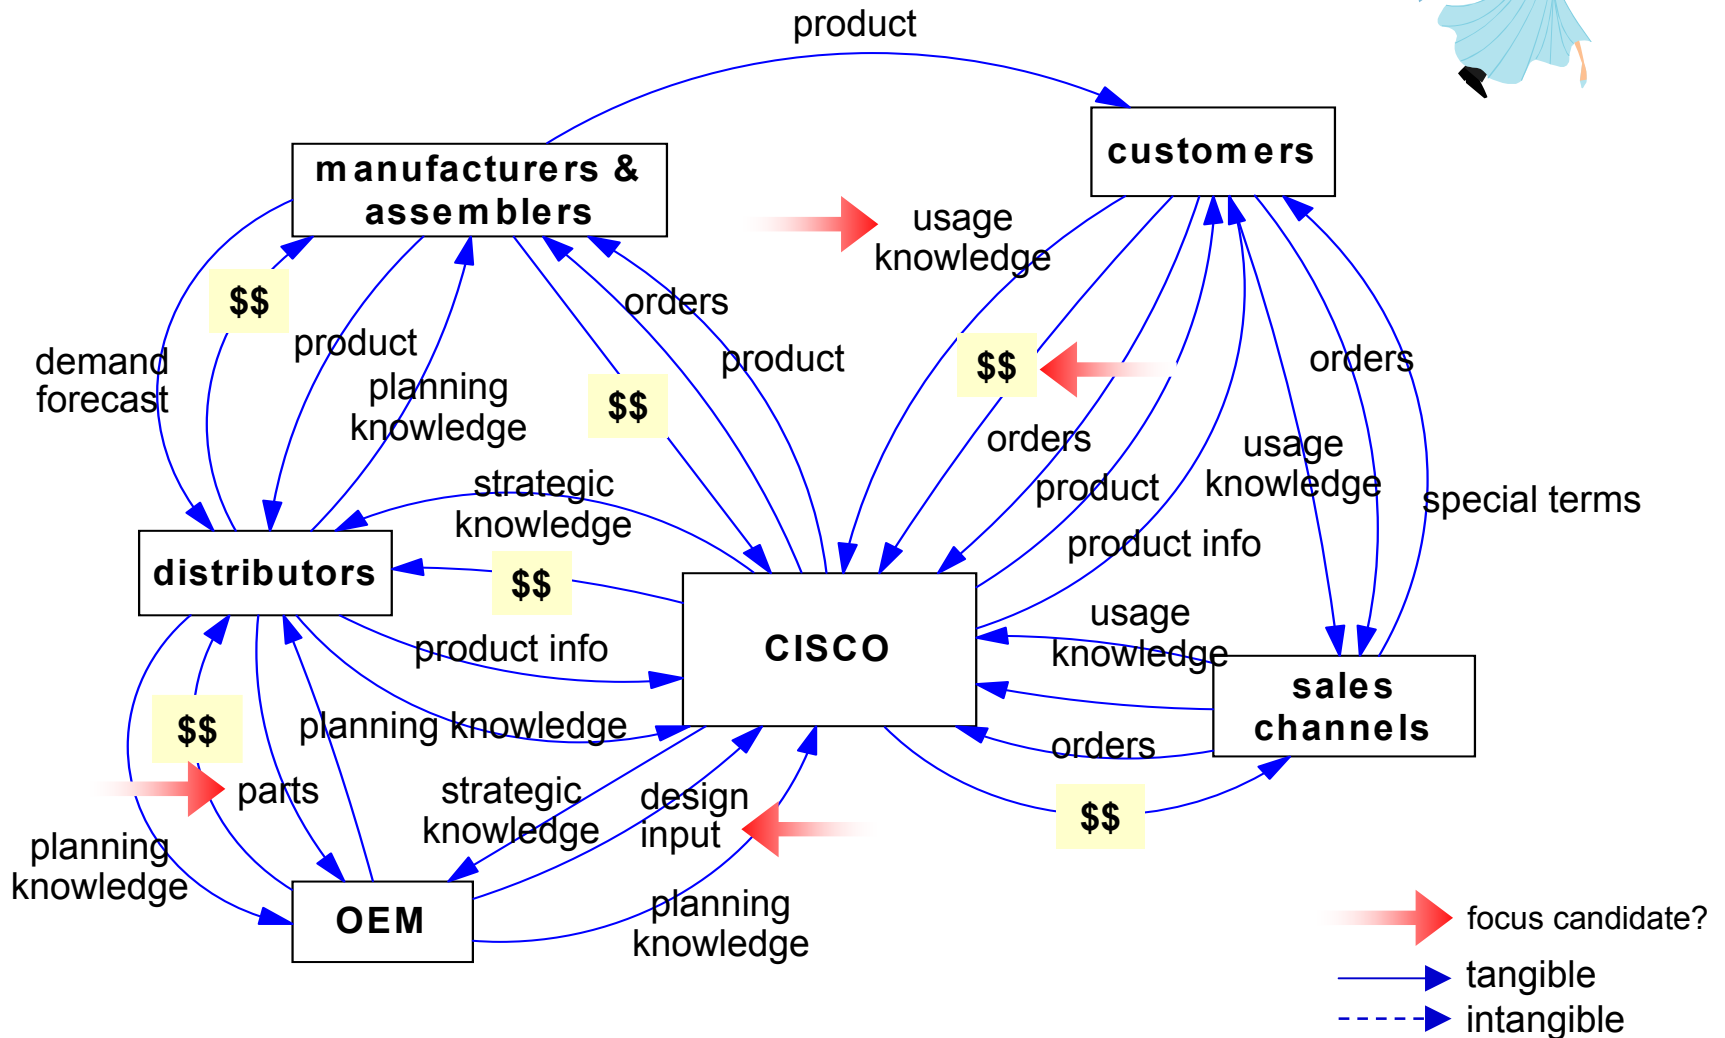 product
customers
manufacturers &
assemblers
usage
knowledge
$$
orders
demand
forecast
product
planning
knowledge
$$
product
$$
orders
orders
usage
knowledge
product
special terms
product info
strategic
knowledge
distributors
$$
CISCO
product info
usage
knowledge
sales
channels
planning knowledge
$$
orders
parts
strategic
knowledge
design
input
$$
planning
knowledge
OEM
planning
knowledge
focus candidate?
tangible
intangible